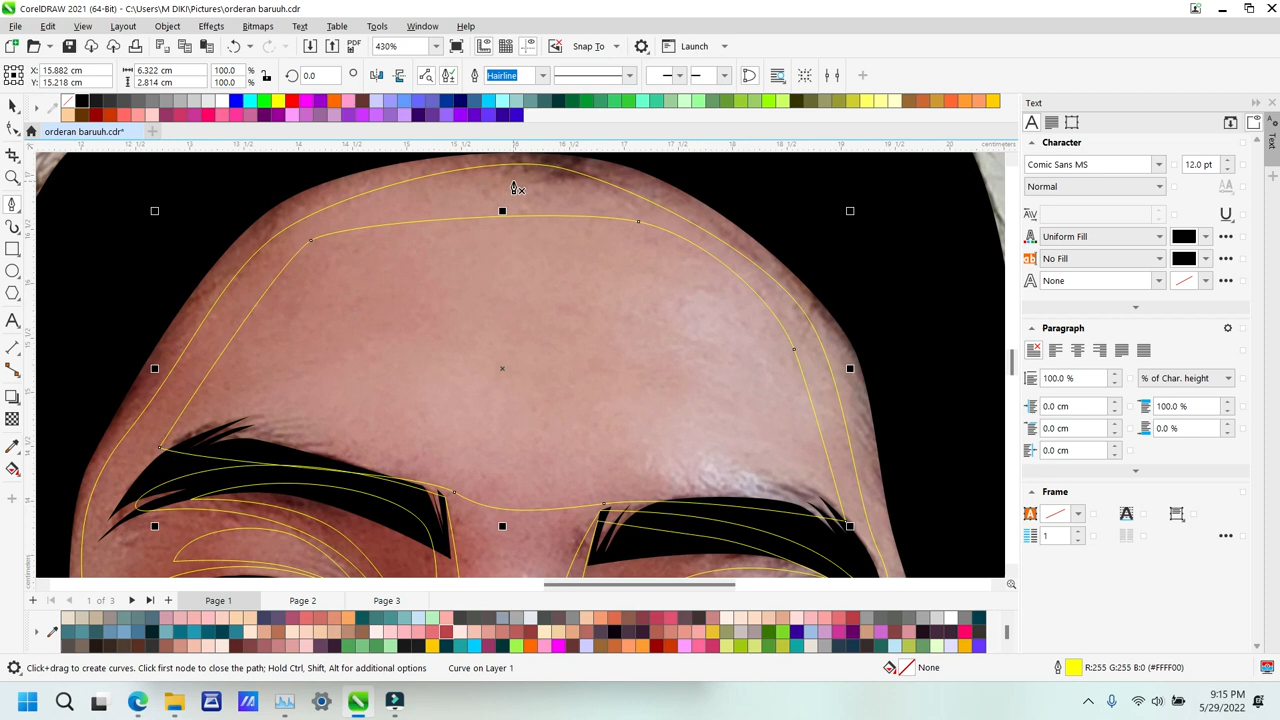 CorelDRAW 2021 (64-Bit) - C:\Users\M DIKI\Pictures\orderan baruuh.cdr
File Edit View Layout Object Effects Bitmaps Text Table Tools Window Help
PDF 430% Snap To Launch
X: 15.882 cm 6.322 cm 100.0 % 0.0 Hairline
Y: 15.218 cm 2.814 cm 100.0 %
orderan baruuh.cdr*
centimeters
Text
Character
Comic Sans MS 12.0 pt
Normal
Uniform Fill
No Fill
None
Paragraph
100.0 % % of Char. height
0.0 cm 100.0 %
0.0 cm 0.0 %
0.0 cm
Frame
1
1 of 3 Page 1 Page 2 Page 3
Click+drag to create curves. Click first node to close the path; Hold Ctrl, Shift, Alt for additional options Curve on Layer 1 None R:255 G:255 B:0 (#FFFF00)
9:15 PM
5/29/2022